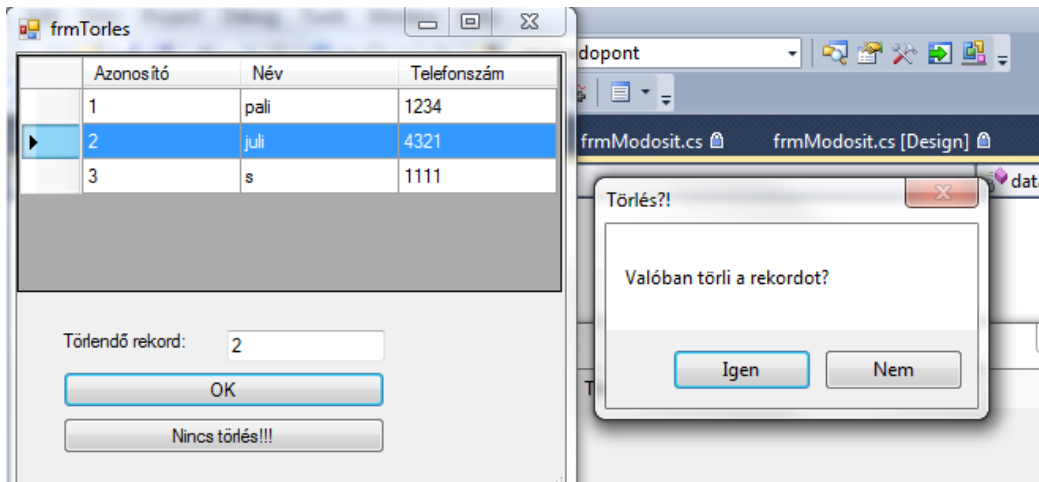 frmTorles
Azonosító Név Telefonszám
1 pali 1234
2 juli 4321
3 s 1111
Törlendő rekord: 2
OK
Nincs törlés!!!
dopont
frmModosit.cs frmModosit.cs [Design]
dat
Törlés?!
Valóban törli a rekordot?
Igen Nem
T